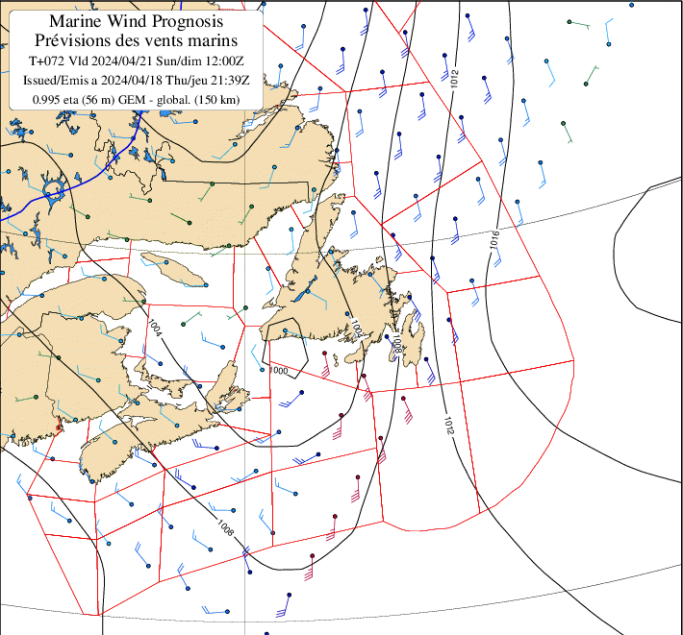 Marine Wind Prognosis
Prévisions des vents marins
T+072 Vld 2024/04/21 Sun/dim 12:00Z
Issued/Emis a 2024/04/18 Thu/jeu 21:39Z
0.995 eta (56 m) GEM - global. (150 km)
1012
1016
1004
1004
1008
1000
1012
1008